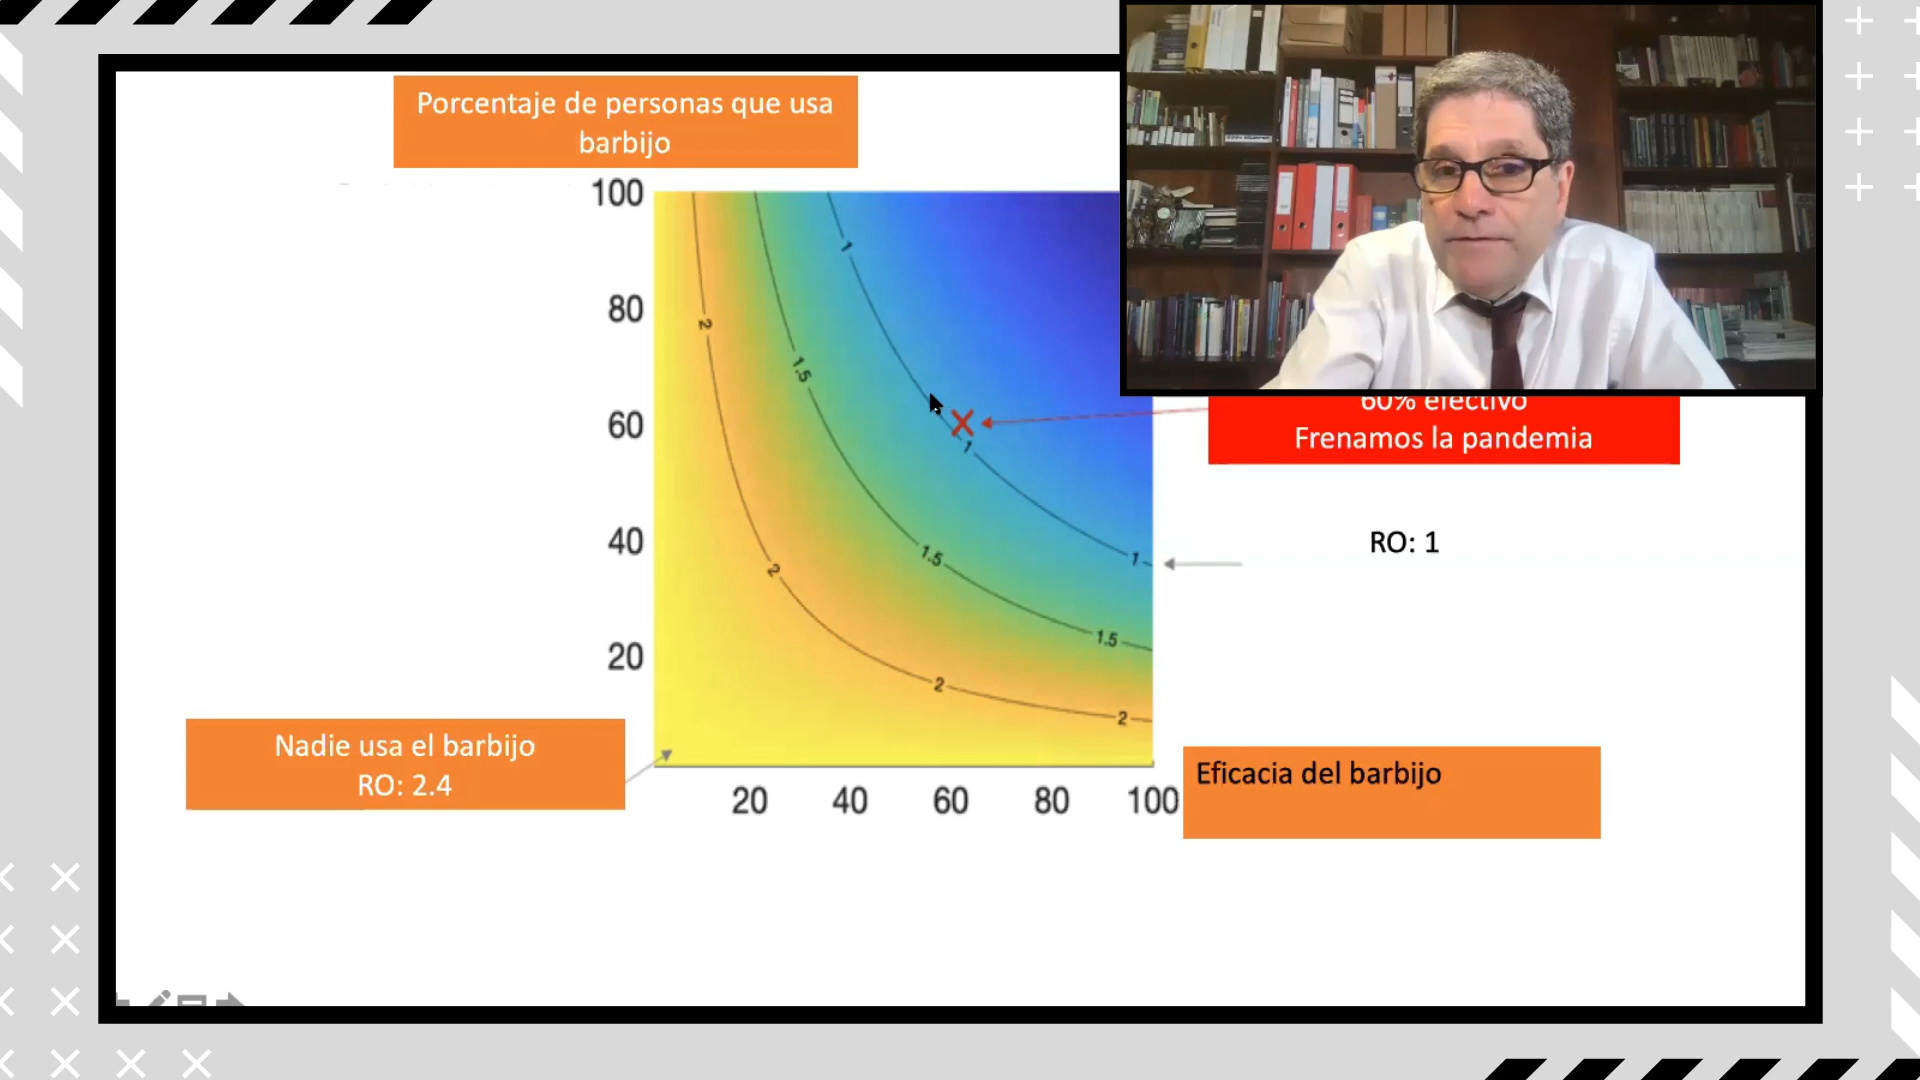 Porcentaje de personas que usa
barbijo
100
80
60
40
20
1
2
1.5
60% efectivo
Frenamos la pandemia
1
RO: 1
1
1.5
2
1.5
2
2
Nadie usa el barbijo
RO: 2.4
Eficacia del barbijo
20 40 60 80 100